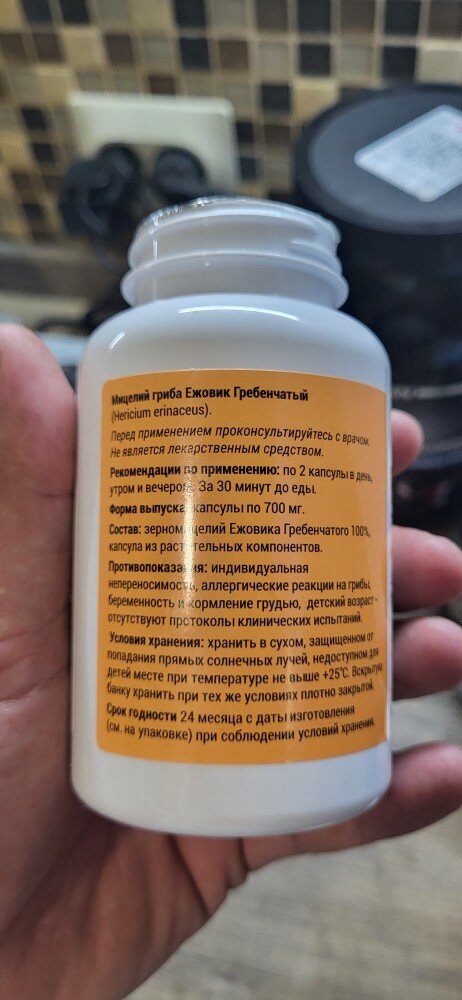 Мицелий гриба Ежовик Гребенчатый
(Hericium erinaceus).
Перед применением проконсультируйтесь с врачом.
Не является лекарственным средством.
Рекомендации по применению: по 2 капсулы в день,
утром и вечером. За 30 минут до еды.
Форма выпуска: капсулы по 700 мг.
Состав: зерномицелий Ежовика Гребенчатого 100%,
капсула из растительных компонентов.
Противопоказания: индивидуальная
непереносимость, аллергические реакции на грибы,
беременность и кормление грудью, детский возраст -
отсутствуют пртоколы клинических испытаний.
Условия хранения: хранить в сухом, защищенном от
попадания прямых солнечных лучей, недоступном для
детей месте при температуре не выше +25°С. Вскрытую
банку хранить при тех же условиях плотно закрытой.
Срок годности 24 месяца с даты изготовления
(см. на упаковке) при соблюдении условий хранения.